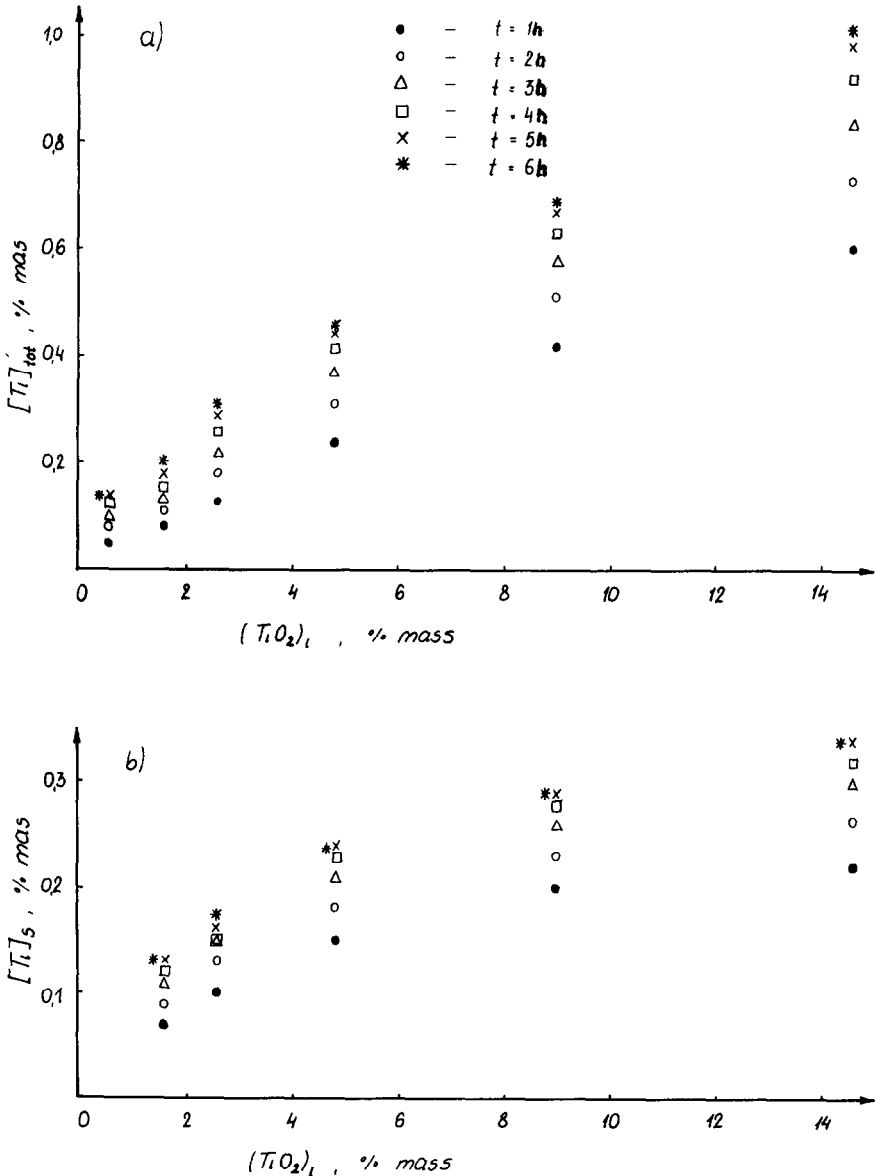 a)
● – t = 1h
○ – t = 2h
△ – t = 3h
□ – t = 4h
× – t = 5h
* – t = 6h
1,0
0,8
0,6
0,4
0,2
[Ti]'tot , % mas
0 2 4 6 8 10 12 14
(TiO2)i , % mass
b)
0,3
0,2
0,1
[Ti]S , % mas
0 2 4 6 8 10 12 14
(TiO2)i , % mass